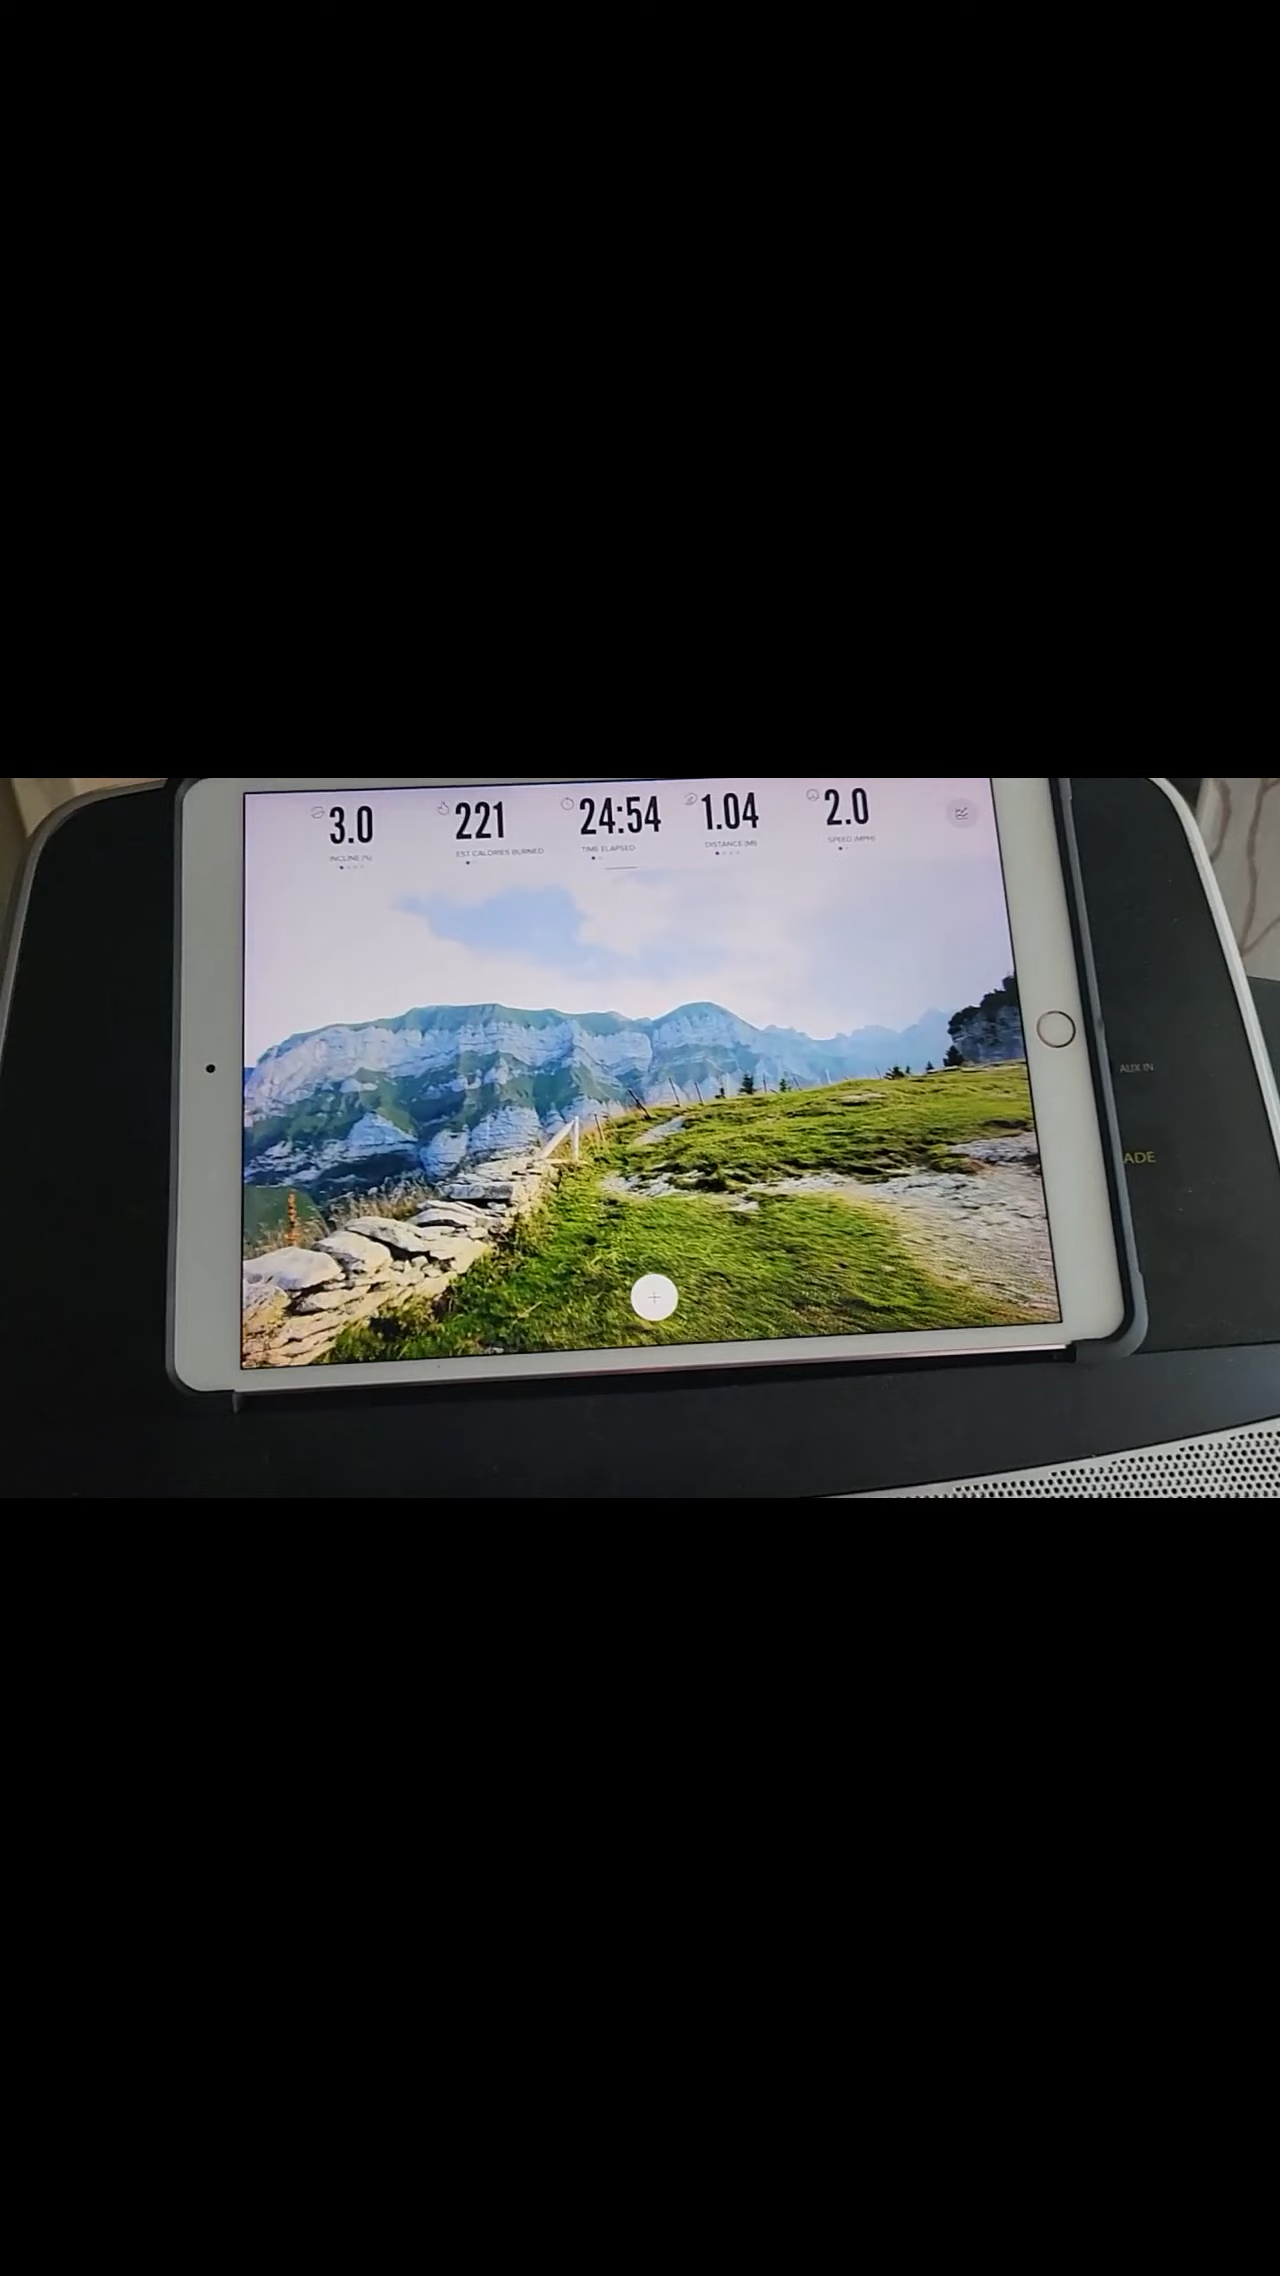 3.0 221 24:54 1.04 2.0
INCLINE (%) EST CALORIES BURNED TIME ELAPSED DISTANCE (MI) SPEED (MPH)
AUX IN
ADE